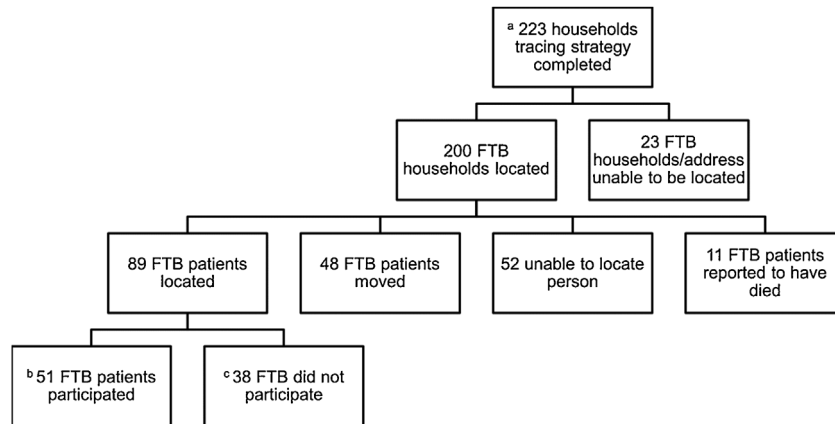 a 223 households
tracing strategy
completed
200 FTB
households located
23 FTB
households/address
unable to be located
89 FTB patients
located
48 FTB patients
moved
52 unable to locate
person
11 FTB patients
reported to have
died
b 51 FTB patients
participated
c 38 FTB did not
participate